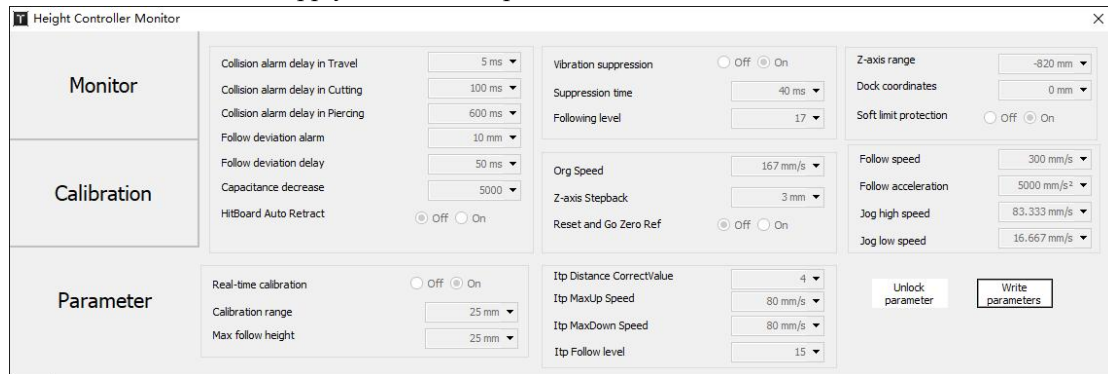 Height Controller Monitor
Monitor
Calibration
Parameter
Collision alarm delay in Travel 5 ms
Collision alarm delay in Cutting 100 ms
Collision alarm delay in Piercing 600 ms
Follow deviation alarm 10 mm
Follow deviation delay 50 ms
Capacitance decrease 5000
HitBoard Auto Retract Off On
Real-time calibration Off On
Calibration range 25 mm
Max follow height 25 mm
Vibration suppression Off On
Suppression time 40 ms
Following level 17
Org Speed 167 mm/s
Z-axis Stepback 3 mm
Reset and Go Zero Ref Off On
Itp Distance CorrectValue 4
Itp MaxUp Speed 80 mm/s
Itp MaxDown Speed 80 mm/s
Itp Follow level 15
Z-axis range -820 mm
Dock coordinates 0 mm
Soft limit protection Off On
Follow speed 300 mm/s
Follow acceleration 5000 mm/s²
Jog high speed 83.333 mm/s
Jog low speed 16.667 mm/s
Unlock
parameter
Write
parameters